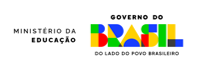 MINISTÉRIO DA
EDUCAÇÃO
GOVERNO DO
BRASIL
DO LADO DO POVO BRASILEIRO